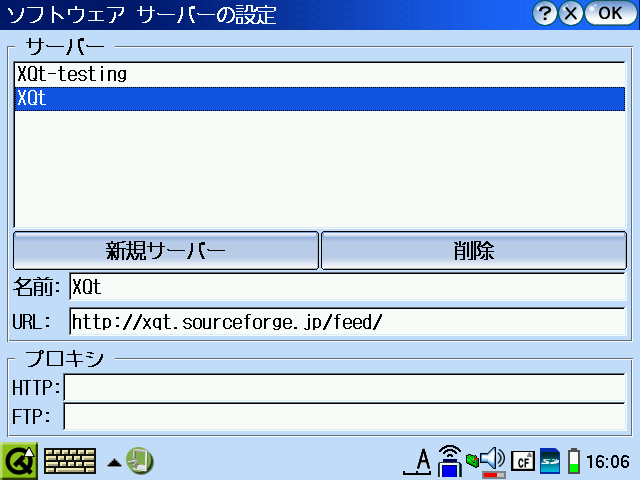 ソフトウェア サーバーの設定
? X OK
サーバー
XQt-testing
XQt
新規サーバー 削除
名前: XQt
URL: http://xqt.sourceforge.jp/feed/
プロキシ
HTTP:
FTP:
A CF SD 16:06